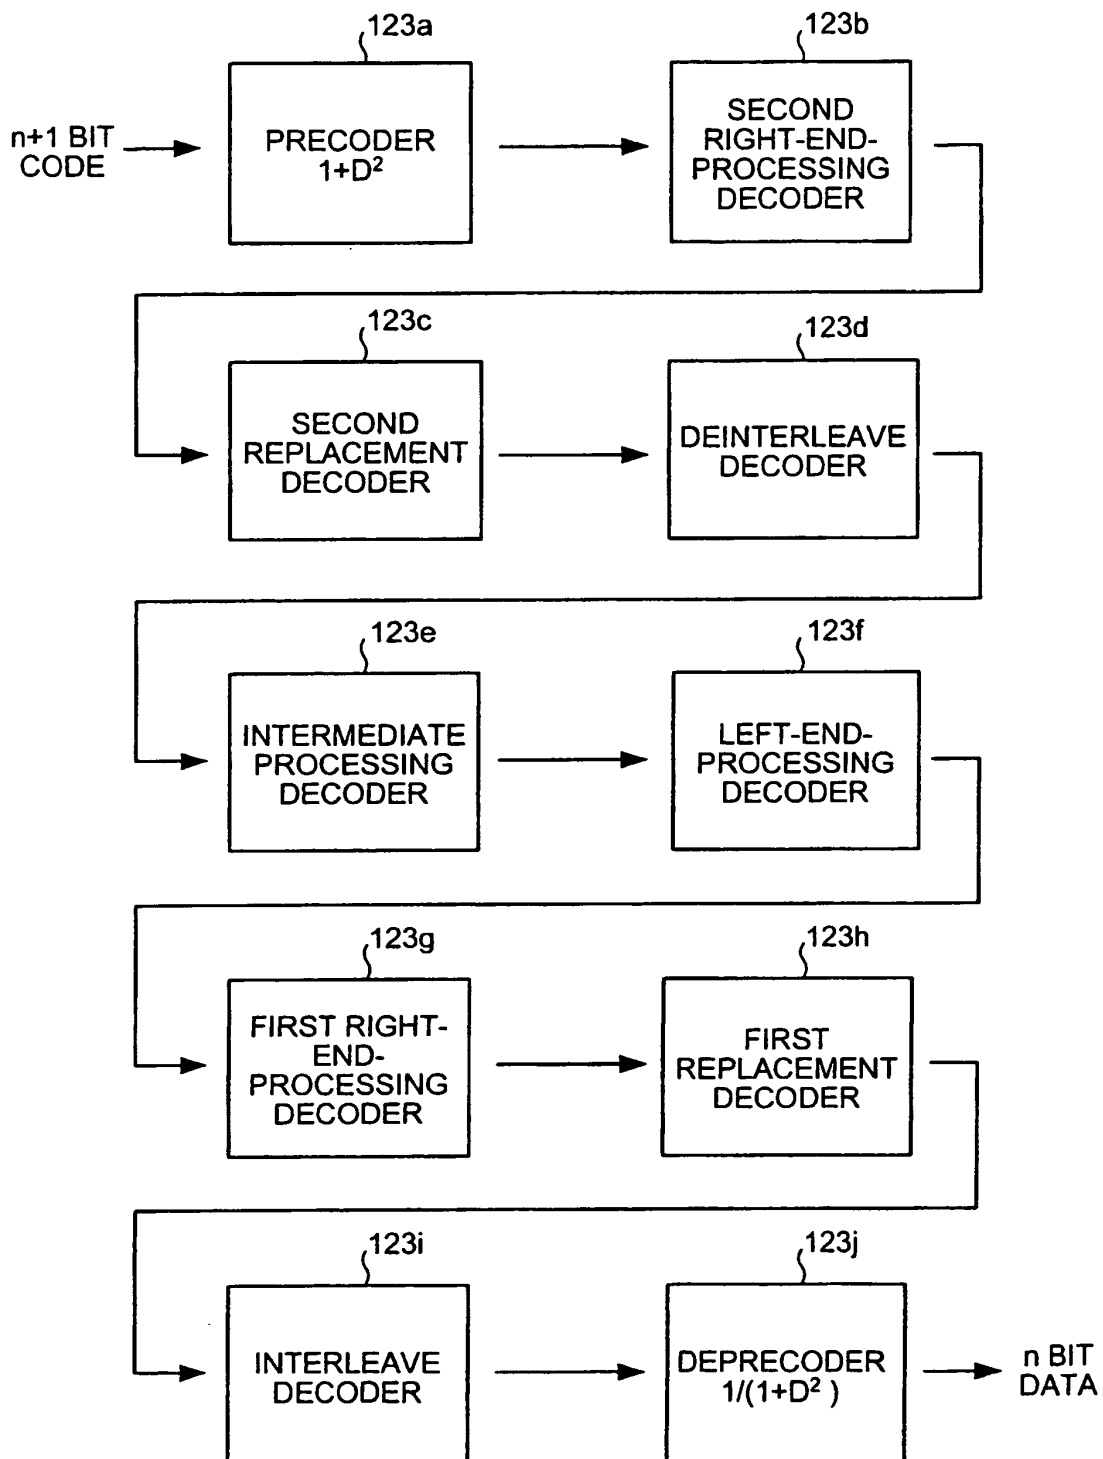 123a
123b
n+1 BIT
CODE
PRECODER
1+D²
SECOND
RIGHT-END-
PROCESSING
DECODER
123c
123d
SECOND
REPLACEMENT
DECODER
DEINTERLEAVE
DECODER
123e
123f
INTERMEDIATE
PROCESSING
DECODER
LEFT-END-
PROCESSING
DECODER
123g
123h
FIRST RIGHT-
END-
PROCESSING
DECODER
FIRST
REPLACEMENT
DECODER
123i
123j
INTERLEAVE
DECODER
DEPRECODER
1/(1+D² )
n BIT
DATA